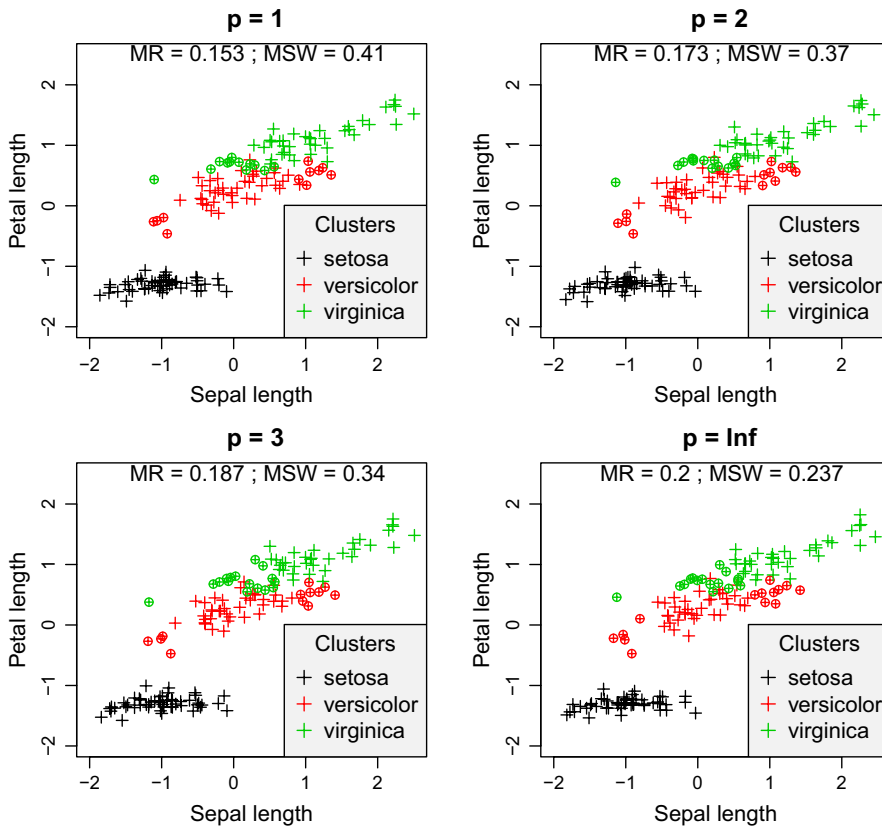 p = 1
MR = 0.153 ; MSW = 0.41
Petal length
2
1
0
−1
−2
Clusters
setosa
versicolor
virginica
−2 −1 0 1 2
Sepal length
p = 2
MR = 0.173 ; MSW = 0.37
Petal length
2
1
0
−1
−2
Clusters
setosa
versicolor
virginica
−2 −1 0 1 2
Sepal length
p = 3
MR = 0.187 ; MSW = 0.34
Petal length
2
1
0
−1
−2
Clusters
setosa
versicolor
virginica
−2 −1 0 1 2
Sepal length
p = Inf
MR = 0.2 ; MSW = 0.237
Petal length
2
1
0
−1
−2
Clusters
setosa
versicolor
virginica
−2 −1 0 1 2
Sepal length